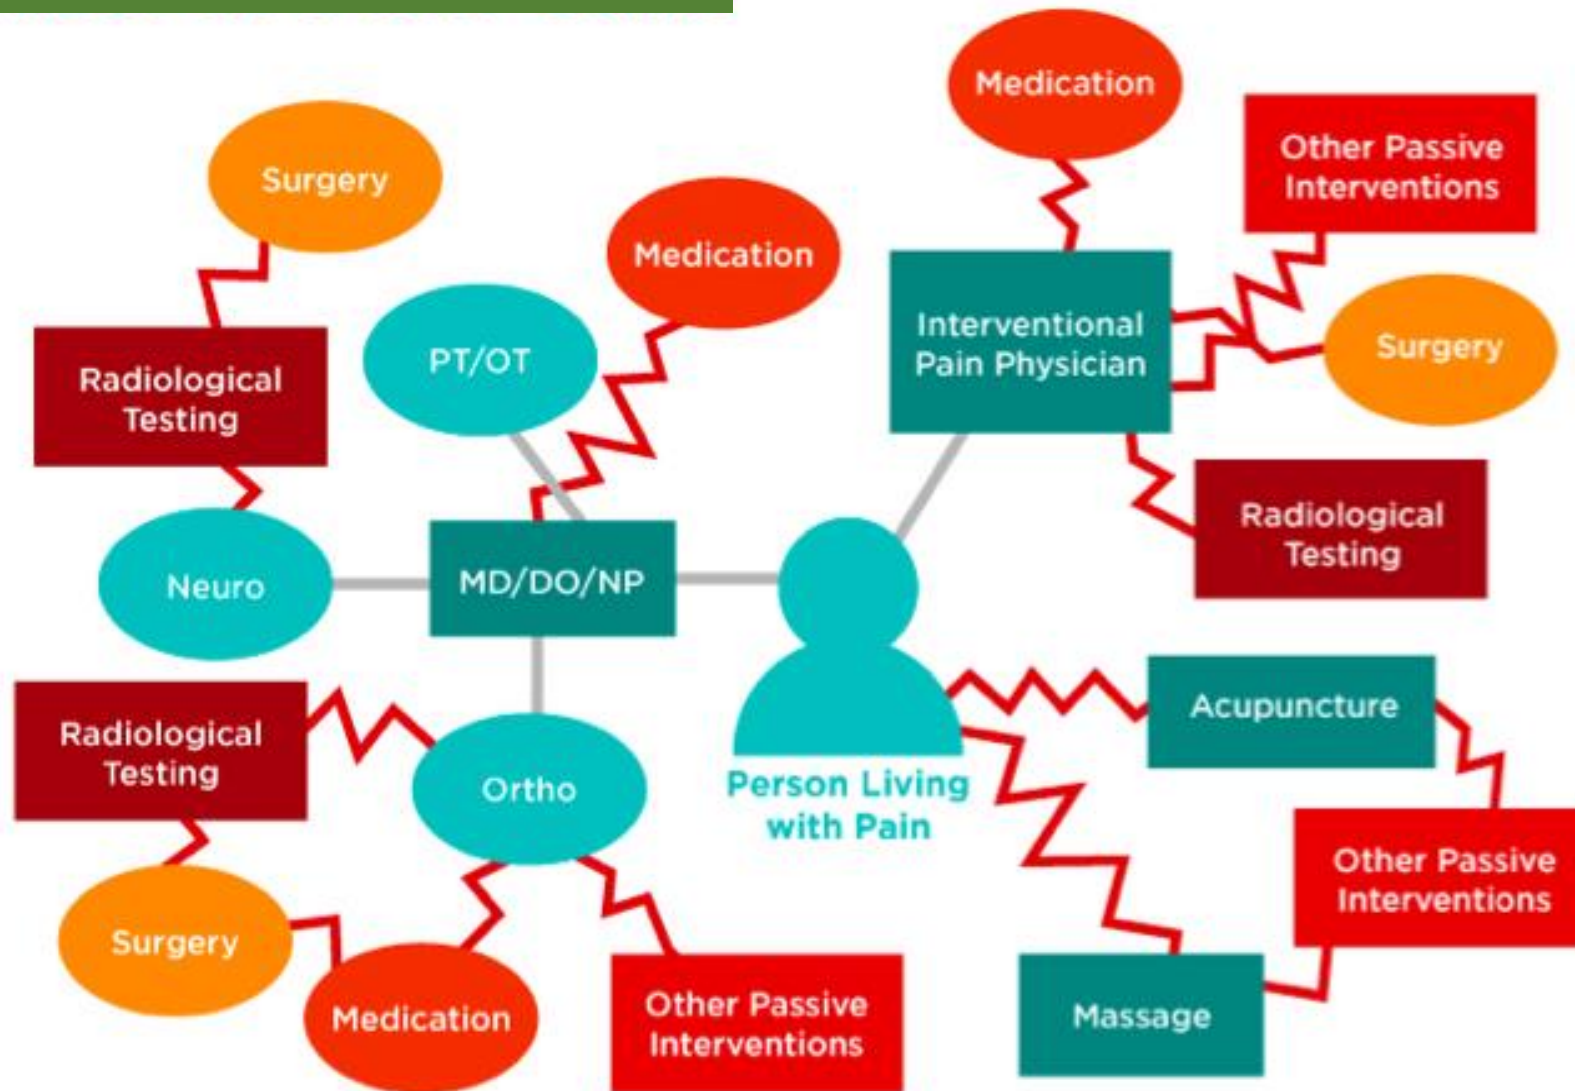 Medication
Other Passive
Interventions
Surgery
Medication
Interventional
Pain Physician
Surgery
PT/OT
Radiological
Testing
Radiological
Testing
Neuro
MD/DO/NP
Acupuncture
Radiological
Testing
Ortho
Person Living
with Pain
Other Passive
Interventions
Surgery
Medication
Other Passive
Interventions
Massage